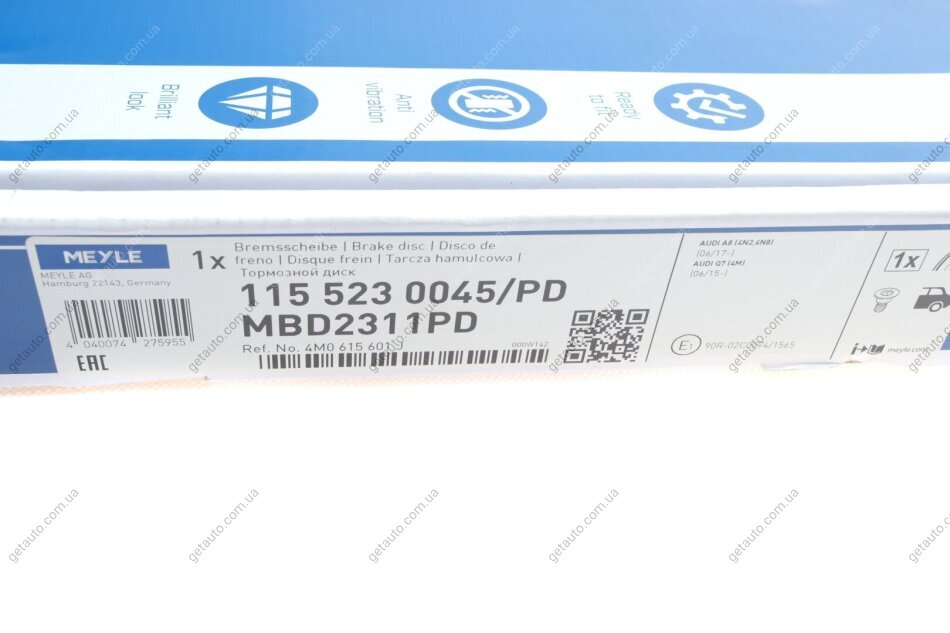 Brilliant
look
Anti
vibration
Ready
to fit
MEYLE
MEYLE AG
Hamburg 22143, Germany
4 040074 275955
EAC
1x
Bremsscheibe | Brake disc | Disco de
freno | Disque frein | Tarcza hamulcowa |
Тормозной диск
115 523 0045/PD
MBD2311PD
Ref. No. 4M0 615 601
000W142
AUDI A8 (4N2,4N8)
(06/17-)
AUDI Q7 (4M)
(06/15-)
E1
1x
meyle.com
getauto.com.ua